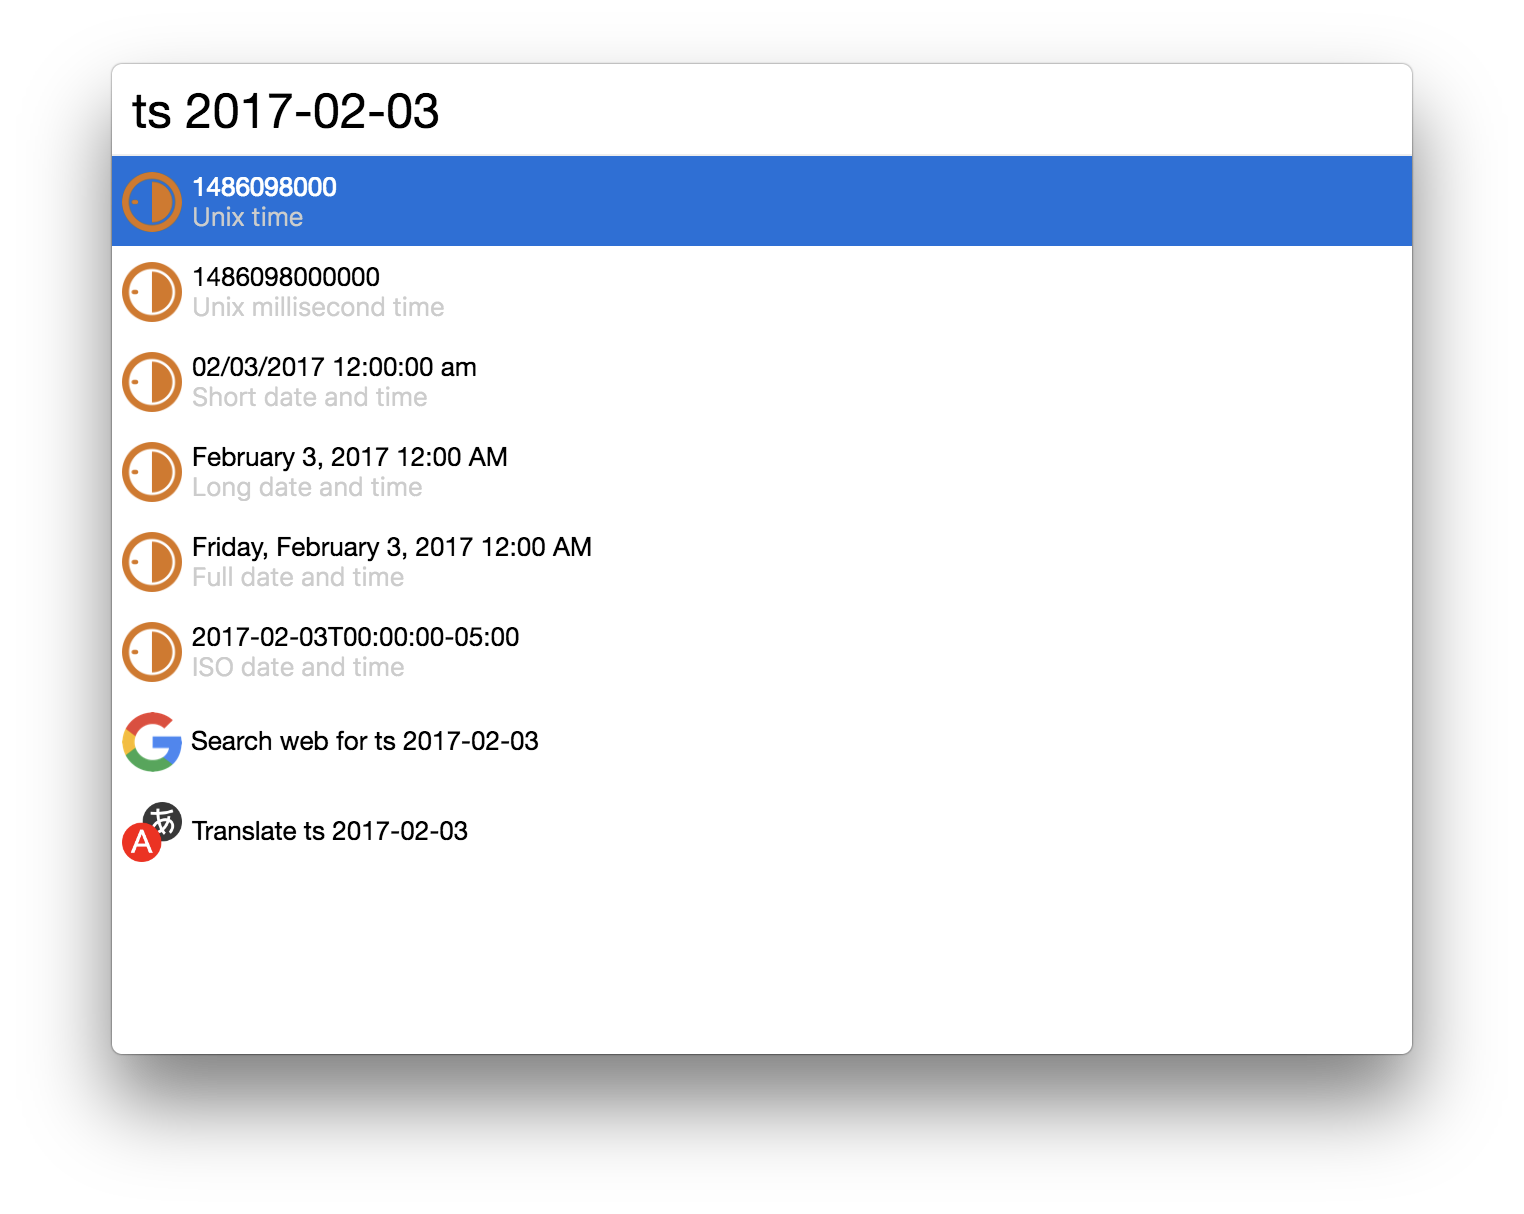 ts 2017-02-03
1486098000
Unix time
1486098000000
Unix millisecond time
02/03/2017 12:00:00 am
Short date and time
February 3, 2017 12:00 AM
Long date and time
Friday, February 3, 2017 12:00 AM
Full date and time
2017-02-03T00:00:00-05:00
ISO date and time
Search web for ts 2017-02-03
あ
A
Translate ts 2017-02-03